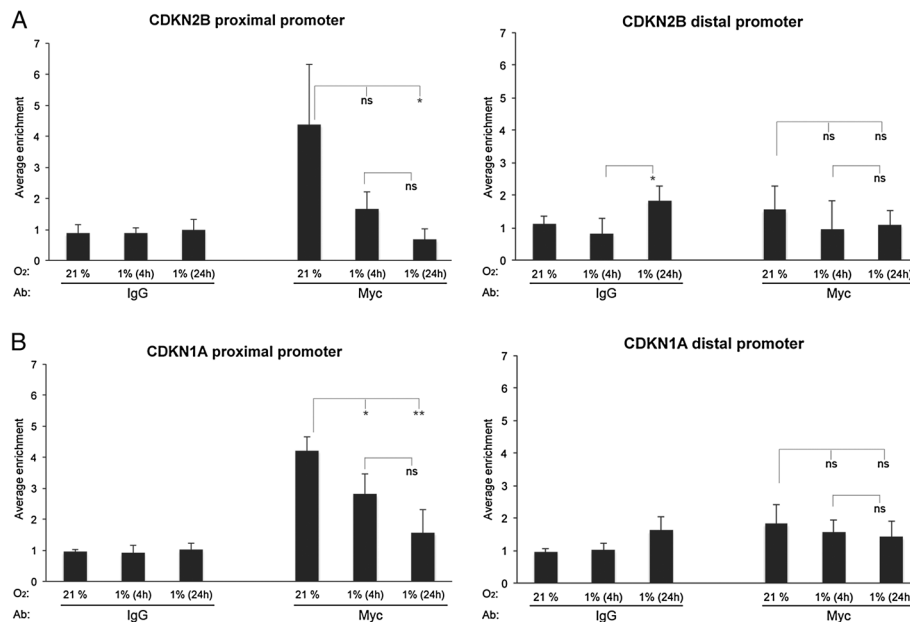 A
CDKN2B proximal promoter
Average enrichment
7
6
5
4
3
2
1
0
ns *
ns
O2: 21 % 1% (4h) 1% (24h) 21 % 1% (4h) 1% (24h)
Ab: IgG Myc
CDKN2B distal promoter
Average enrichment
7
6
5
4
3
2
1
0
*
ns ns
ns
21 % 1% (4h) 1% (24h) 21 % 1% (4h) 1% (24h)
IgG Myc
B
CDKN1A proximal promoter
Average enrichment
7
6
5
4
3
2
1
0
* **
ns
O2: 21 % 1% (4h) 1% (24h) 21 % 1% (4h) 1% (24h)
Ab: IgG Myc
CDKN1A distal promoter
Average enrichment
7
6
5
4
3
2
1
0
ns ns
ns
21 % 1% (4h) 1% (24h) 21 % 1% (4h) 1% (24h)
IgG Myc